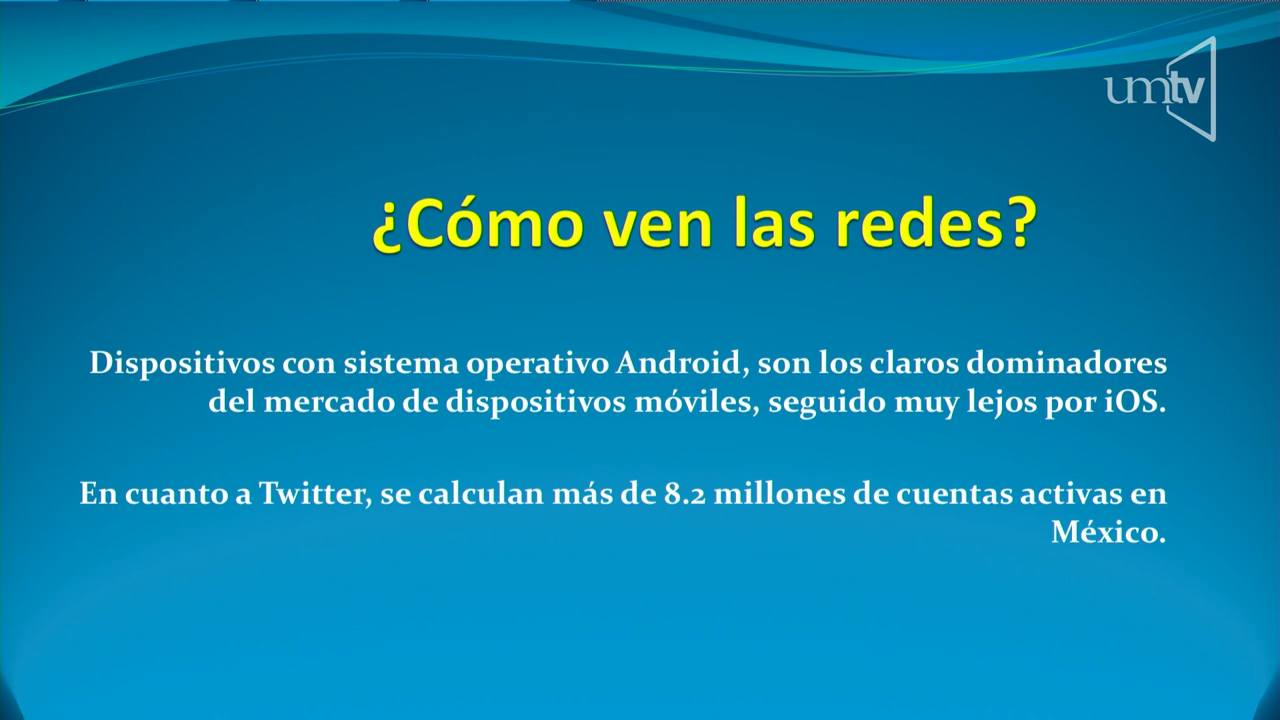 umtv
¿Cómo ven las redes?
Dispositivos con sistema operativo Android, son los claros dominadores
del mercado de dispositivos móviles, seguido muy lejos por iOS.
En cuanto a Twitter, se calculan más de 8.2 millones de cuentas activas en
México.